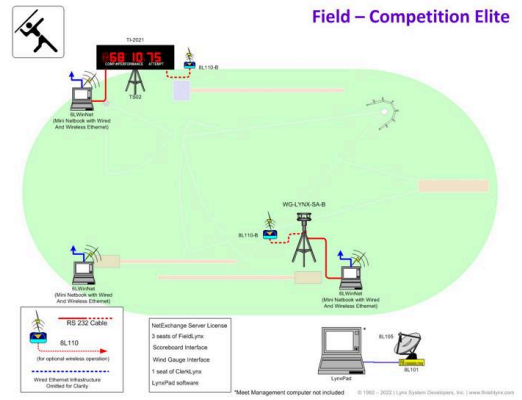 Field – Competition Elite
TI-2021
68 10.75
COMP#/PERFORMANCE ATTEMPT
8L110-B
TS02
8LWinNet
(Mini Netbook with Wired
And Wireless Ethernet)
WG-LYNX-SA-B
8L110-B
8LWinNet
(Mini Netbook with Wired
And Wireless Ethernet)
8LWinNet
(Mini Netbook with Wired
And Wireless Ethernet)
RS 232 Cable
8L110
(for optional wireless operation)
Wired Ethernet Infrastructure
Omitted for Clarity
NetExchange Server License
3 seats of FieldLynx
Scoreboard Interface
Wind Gauge Interface
1 seat of ClerkLynx
LynxPad software
*
8L105
8L101
LynxPad
*Meet Management computer not included
© 1992 – 2022 | Lynx System Developers, Inc. | www.finishlynx.com